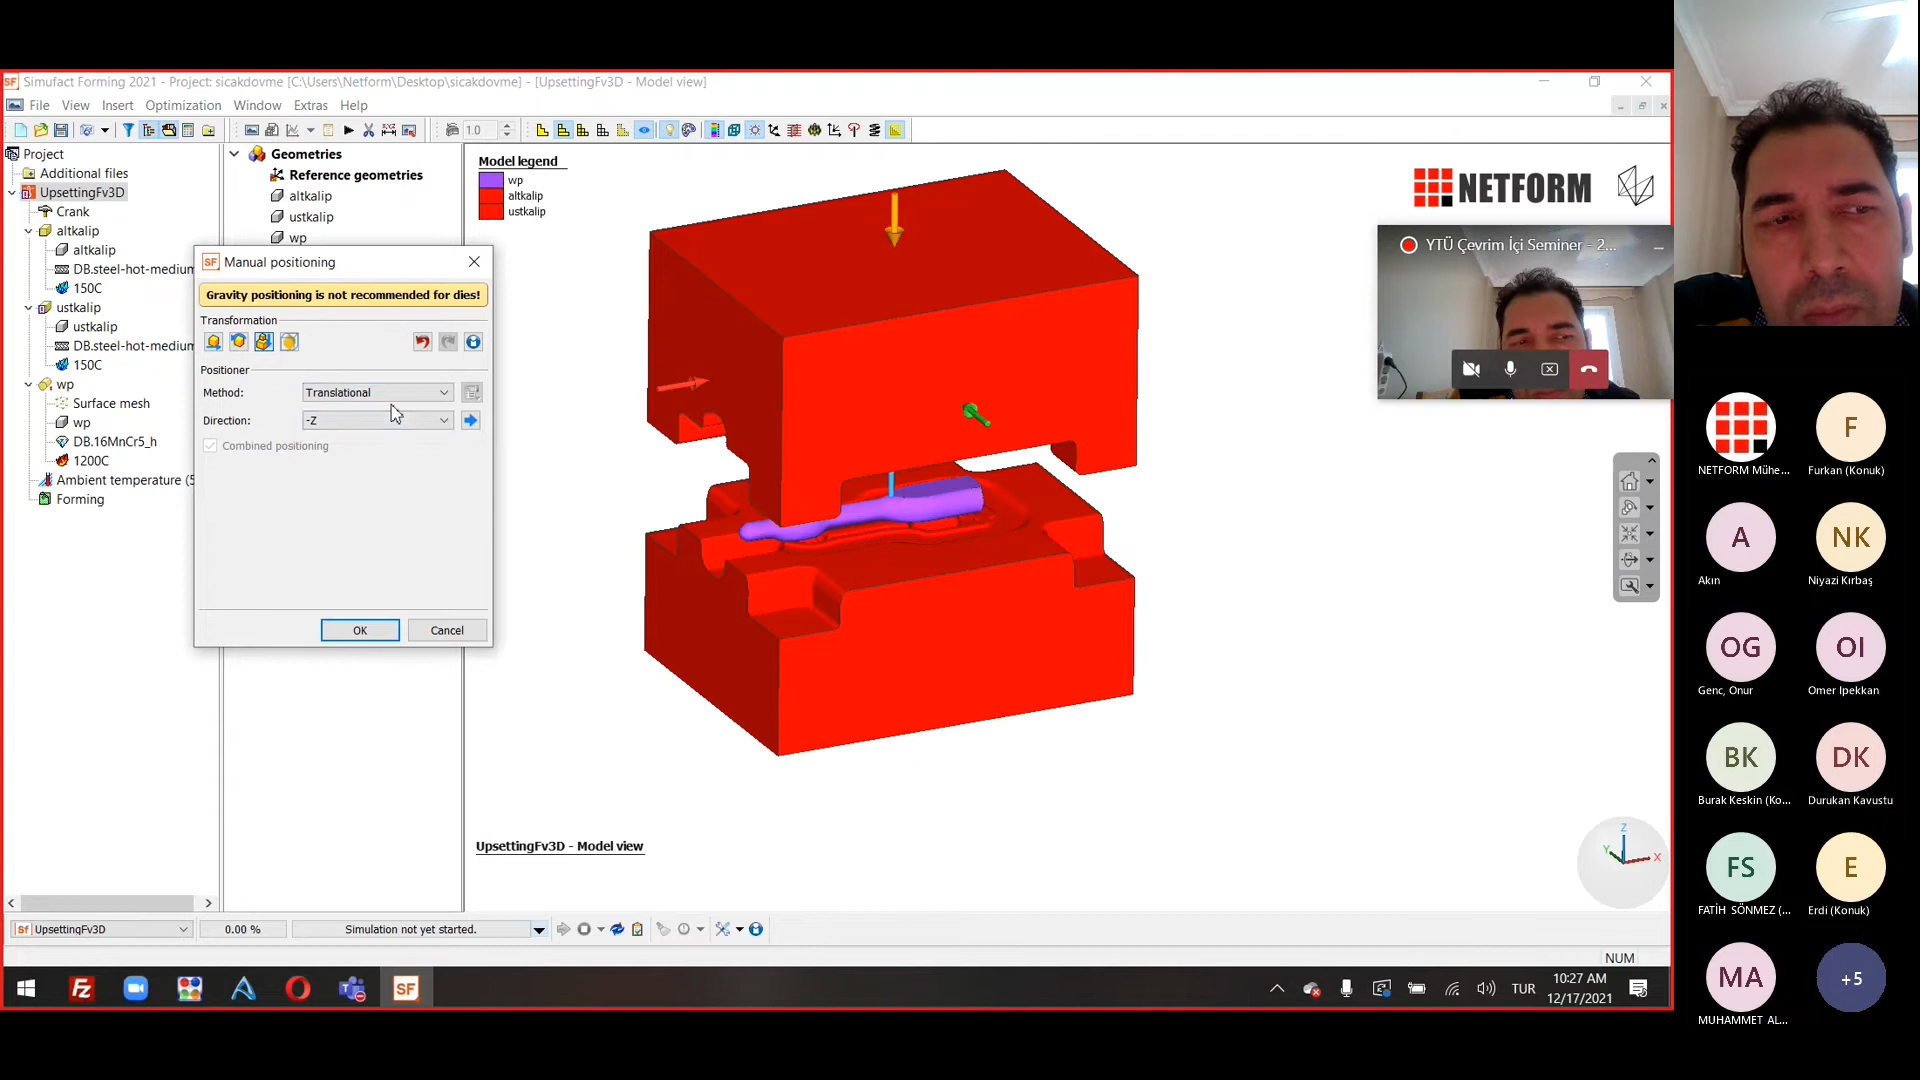 Simufact Forming 2021 - Project: sicakdovme [C:\Users\Netform\Desktop\sicakdovme] - [UpsettingFv3D - Model view]
File View Insert Optimization Window Extras Help
1.0
Project
Additional files
UpsettingFv3D
Crank
altkalip
altkalip
DB.steel-hot-medium
150C
ustkalip
ustkalip
DB.steel-hot-medium
150C
wp
Surface mesh
wp
DB.16MnCr5_h
1200C
Ambient temperature (5
Forming
Geometries
Reference geometries
altkalip
ustkalip
wp
SF Manual positioning
Gravity positioning is not recommended for dies!
Transformation
Positioner
Method: Translational
Direction: -Z
Combined positioning
OK Cancel
Model legend
wp
altkalip
ustkalip
NETFORM
YTÜ Çevrim İçi Seminer - 2...
UpsettingFv3D - Model view
Z
Y
X
SF UpsettingFv3D
0.00 %
Simulation not yet started.
NUM
TUR
10:27 AM
12/17/2021
NETFORM Mühe...
F
Furkan (Konuk)
A
Akın
NK
Niyazi Kırbaş
OG
Genc, Onur
OI
Omer Ipekkan
BK
Burak Keskin (Ko...
DK
Durukan Kavustu
FS
FATİH SÖNMEZ (...
E
Erdi (Konuk)
MA
MUHAMMET AL...
+5